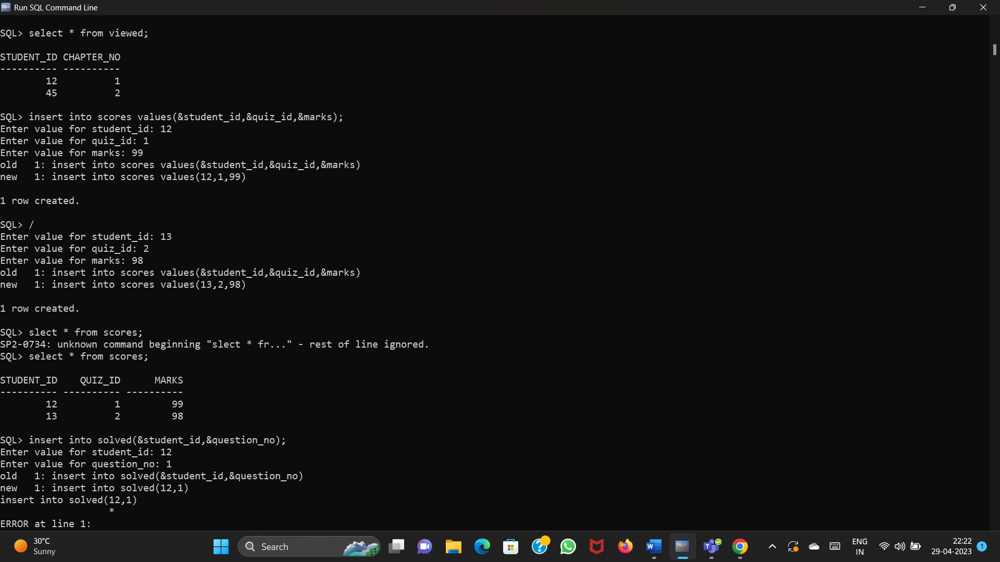 Run SQL Command Line
SQL> select * from viewed;
STUDENT_ID CHAPTER_NO
---------- ----------
        12          1
        45          2
SQL> insert into scores values(&student_id,&quiz_id,&marks);
Enter value for student_id: 12
Enter value for quiz_id: 1
Enter value for marks: 99
old   1: insert into scores values(&student_id,&quiz_id,&marks)
new   1: insert into scores values(12,1,99)
1 row created.
SQL> /
Enter value for student_id: 13
Enter value for quiz_id: 2
Enter value for marks: 98
old   1: insert into scores values(&student_id,&quiz_id,&marks)
new   1: insert into scores values(13,2,98)
1 row created.
SQL> slect * from scores;
SP2-0734: unknown command beginning "slect * fr..." - rest of line ignored.
SQL> select * from scores;
STUDENT_ID    QUIZ_ID      MARKS
---------- ---------- ----------
        12          1         99
        13          2         98
SQL> insert into solved(&student_id,&question_no);
Enter value for student_id: 12
Enter value for question_no: 1
old   1: insert into solved(&student_id,&question_no)
new   1: insert into solved(12,1)
insert into solved(12,1)
                   *
ERROR at line 1:
30°C
Sunny
Search
ENG
IN
22:22
29-04-2023
1